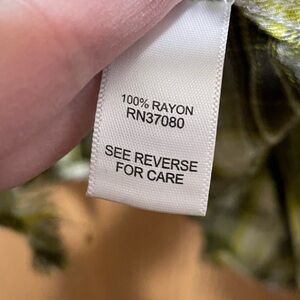 100% RAYON
RN37080
SEE REVERSE
FOR CARE